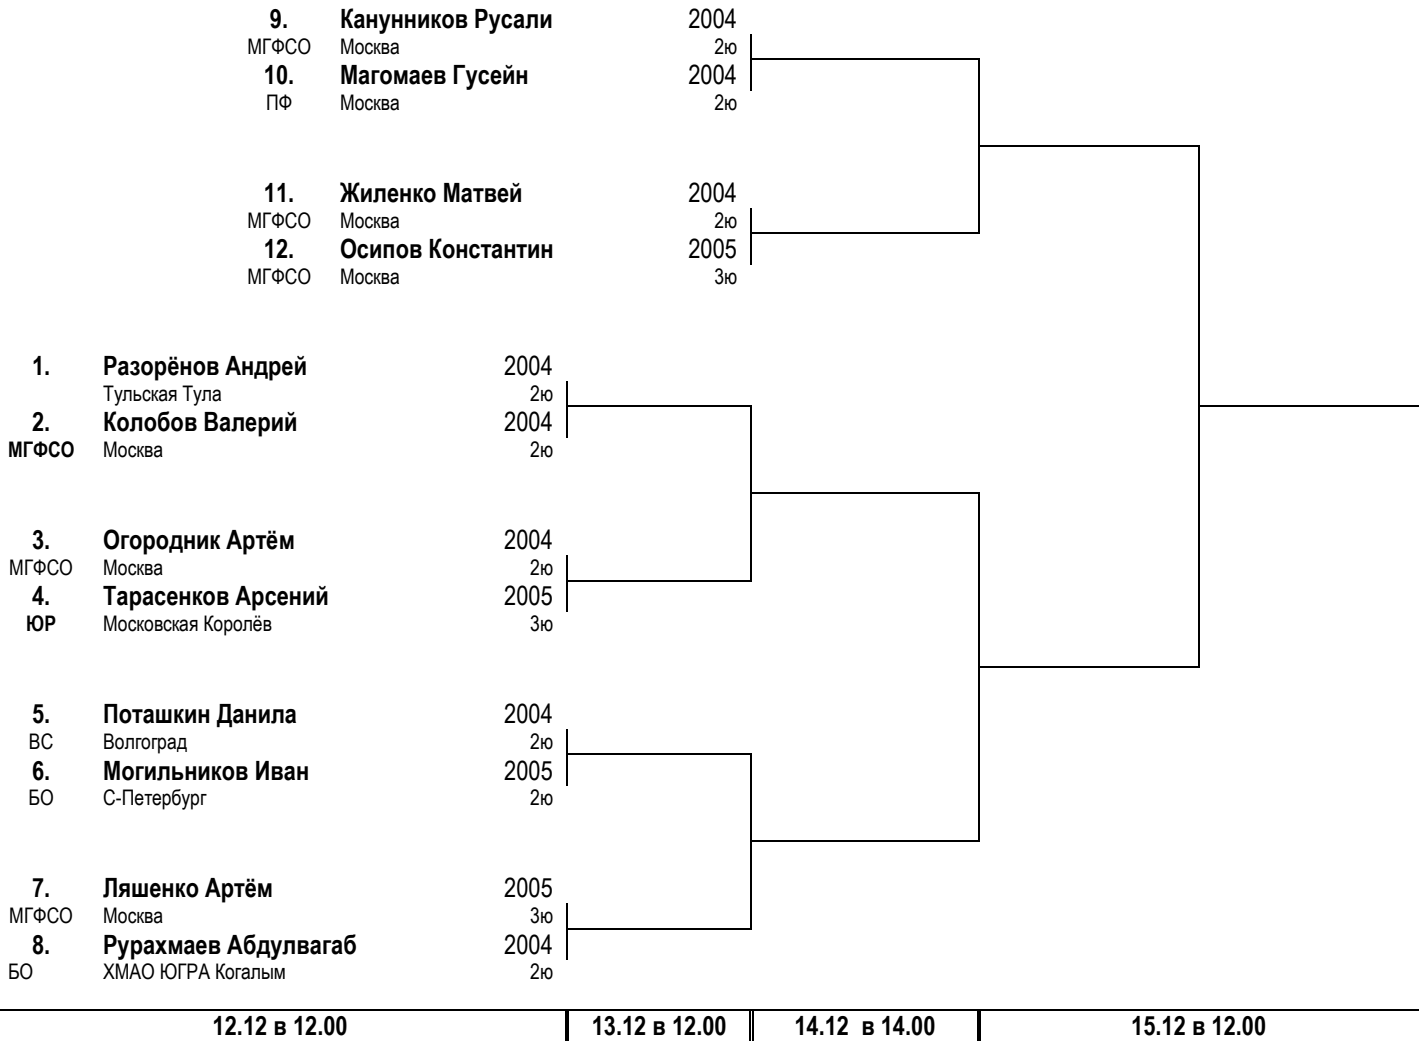 9. Канунников Русали 2004
МГФСО Москва 2ю
10. Магомаев Гусейн 2004
ПФ Москва 2ю
11. Жиленко Матвей 2004
МГФСО Москва 2ю
12. Осипов Константин 2005
МГФСО Москва 3ю
1. Разорёнов Андрей 2004
Тульская Тула 2ю
2. Колобов Валерий 2004
МГФСО Москва 2ю
3. Огородник Артём 2004
МГФСО Москва 2ю
4. Тарасенков Арсений 2005
ЮР Московская Королёв 3ю
5. Поташкин Данила 2004
ВС Волгоград 2ю
6. Могильников Иван 2005
БО С-Петербург 2ю
7. Ляшенко Артём 2005
МГФСО Москва 3ю
8. Рурахмаев Абдулвагаб 2004
БО ХМАО ЮГРА Когалым 2ю
12.12 в 12.00 13.12 в 12.00 14.12 в 14.00 15.12 в 12.00